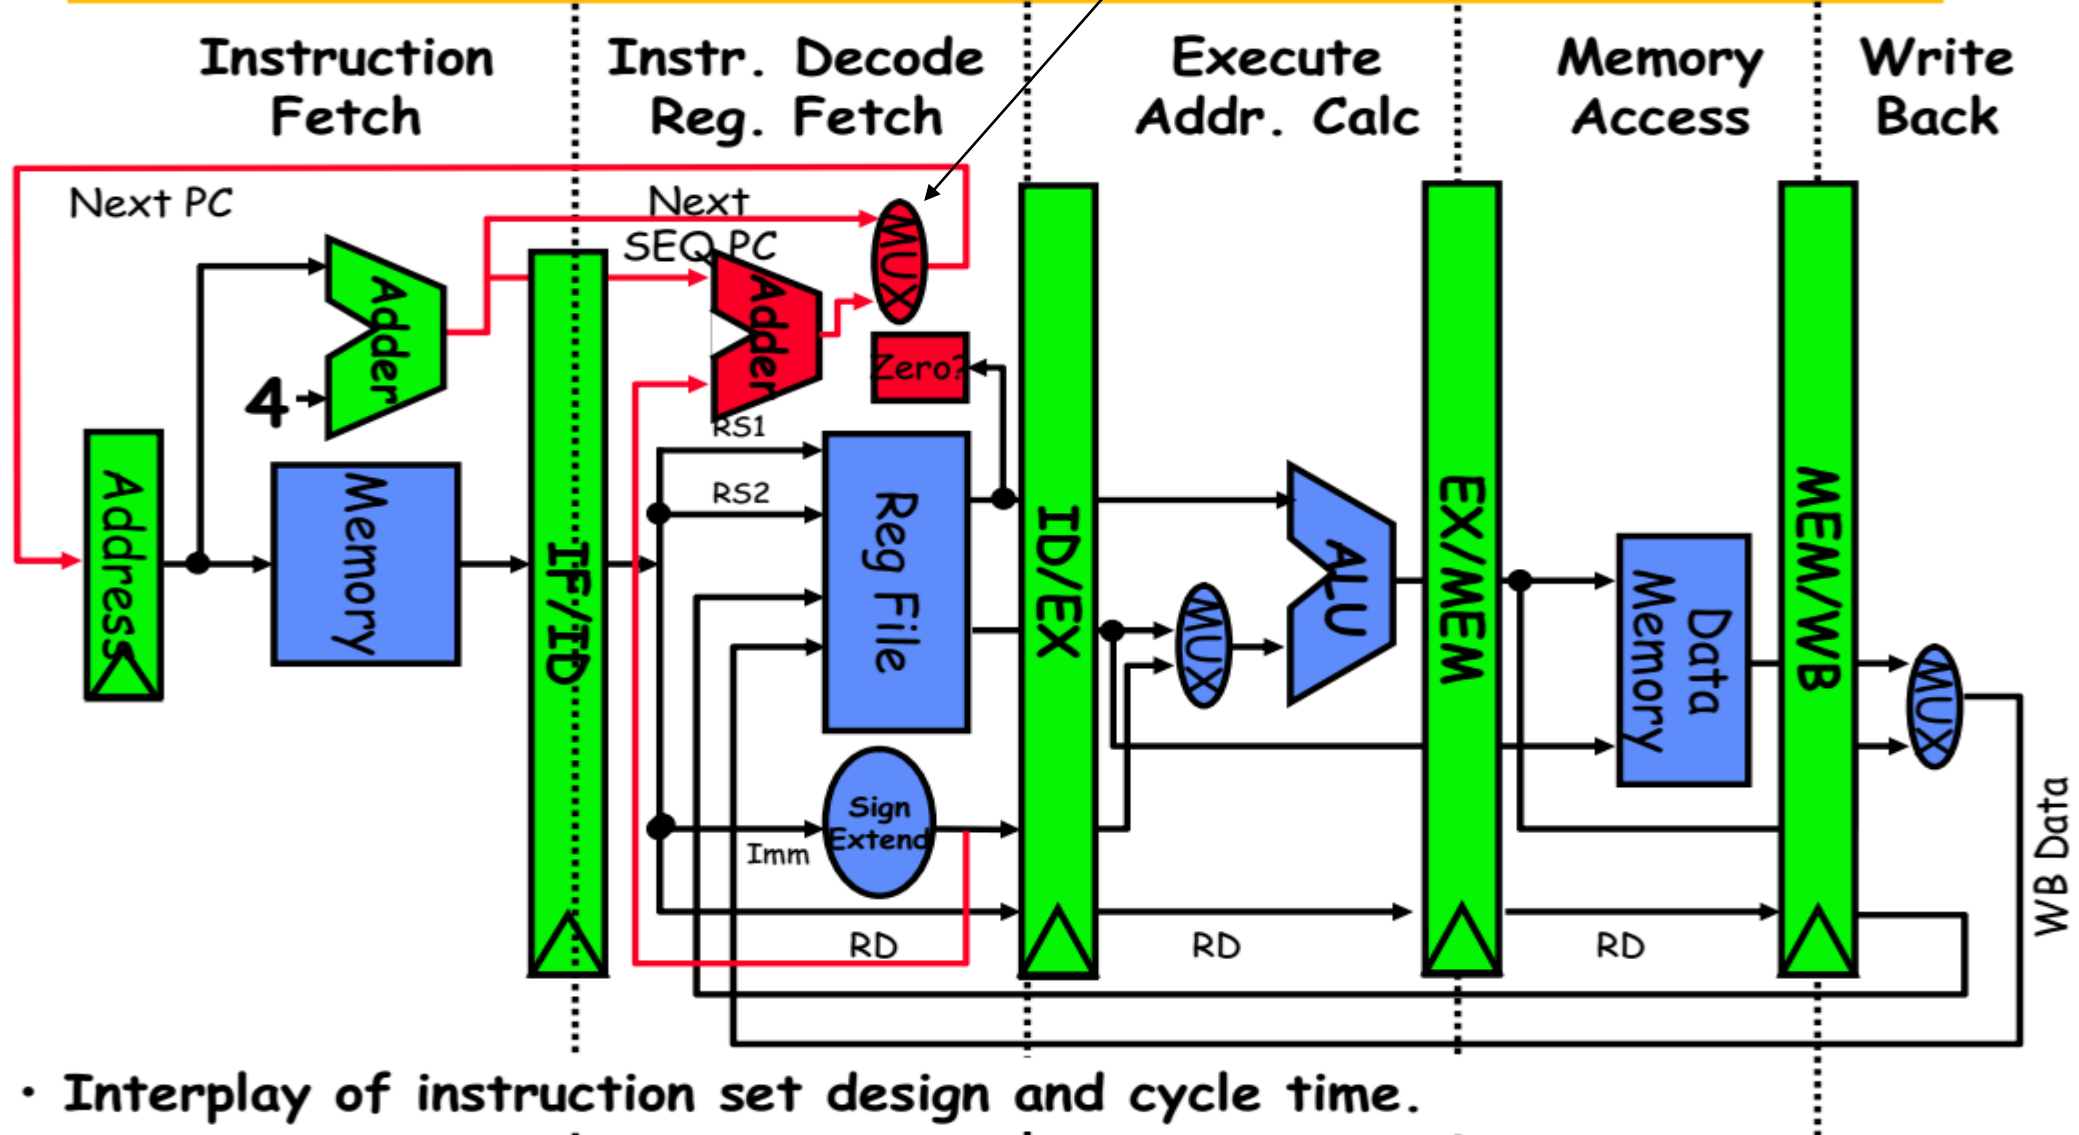 Instruction
Fetch
Instr. Decode
Reg. Fetch
Execute
Addr. Calc
Memory
Access
Write
Back
Next PC
Next
SEQ PC
MUX
Adder
Adder
4
Zero?
RS1
RS2
Address
Memory
IF/ID
Reg File
ID/EX
MUX
ALU
EX/MEM
Data
Memory
MEM/WB
MUX
Sign
Extend
Imm
RD
RD
RD
WB Data
• Interplay of instruction set design and cycle time.